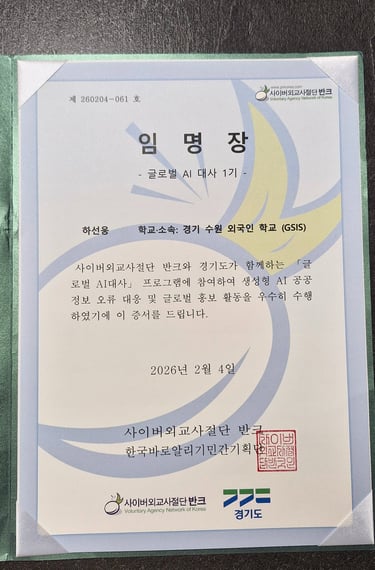 제 260204-061 호
www.prkorea.com
사이버외교사절단 반크
Voluntary Agency Network of Korea
임 명 장
- 글로벌 AI 대사 1기 -
하선웅 학교·소속: 경기 수원 외국인 학교 (GSIS)
사이버외교사절단 반크와 경기도가 함께하는 「글
로벌 AI대사」 프로그램에 참여하여 생성형 AI 공공
정보 오류 대응 및 글로벌 홍보 활동을 우수히 수행
하였기에 이 증서를 드립니다.
2026년 2월 4일
사이버외교사절단 반크
한국바로알리기민간기획단
사이버외교사절단 반크
Voluntary Agency Network of Korea
경기도